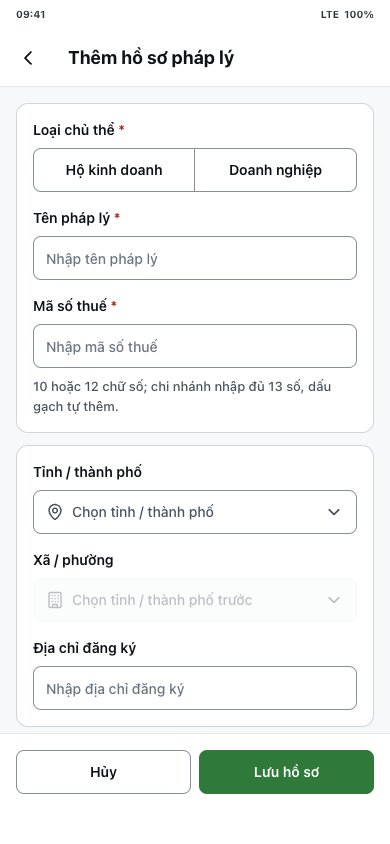 09:41
LTE 100%
Thêm hồ sơ pháp lý
Loại chủ thể *
Hộ kinh doanh
Doanh nghiệp
Tên pháp lý *
Nhập tên pháp lý
Mã số thuế *
Nhập mã số thuế
10 hoặc 12 chữ số; chi nhánh nhập đủ 13 số, dấu
gạch tự thêm.
Tỉnh / thành phố
Chọn tỉnh / thành phố
Xã / phường
Chọn tỉnh / thành phố trước
Địa chỉ đăng ký
Nhập địa chỉ đăng ký
Hủy
Lưu hồ sơ